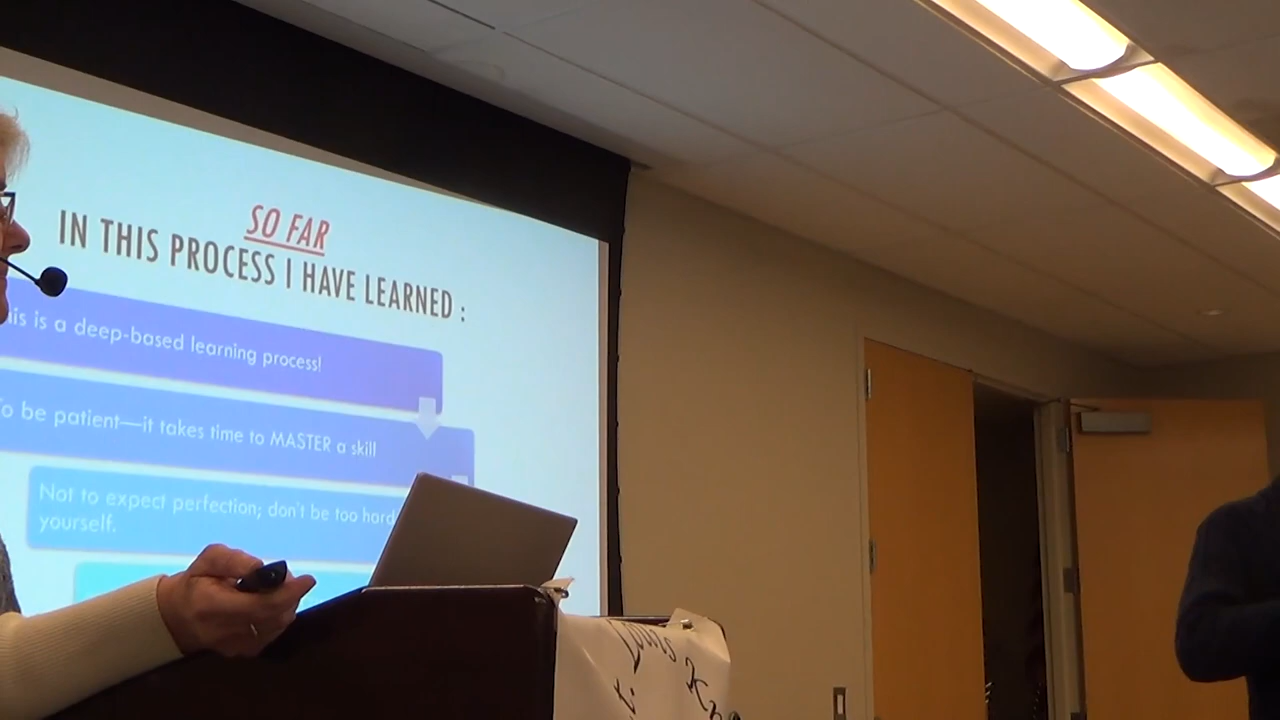 SO FAR
IN THIS PROCESS I HAVE LEARNED :
is a deep-based learning process!
be patient—it takes time to MASTER a skill
Not to expect perfection; don't be too hard
yourself.